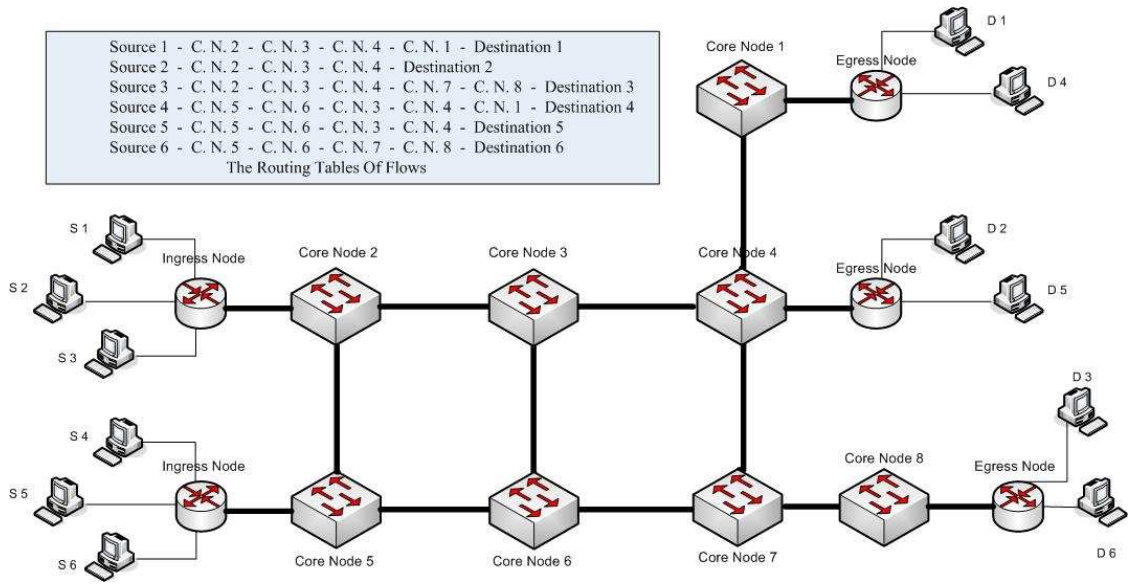 Source 1 - C. N. 2 - C. N. 3 - C. N. 4 - C. N. 1 - Destination 1
Source 2 - C. N. 2 - C. N. 3 - C. N. 4 - Destination 2
Source 3 - C. N. 2 - C. N. 3 - C. N. 4 - C. N. 7 - C. N. 8 - Destination 3
Source 4 - C. N. 5 - C. N. 6 - C. N. 3 - C. N. 4 - C. N. 1 - Destination 4
Source 5 - C. N. 5 - C. N. 6 - C. N. 3 - C. N. 4 - Destination 5
Source 6 - C. N. 5 - C. N. 6 - C. N. 7 - C. N. 8 - Destination 6
The Routing Tables Of Flows
Core Node 1
Egress Node
D 1
D 4
S 1
S 2
S 3
Ingress Node
Core Node 2
Core Node 3
Core Node 4
Egress Node
D 2
D 5
S 4
S 5
S 6
Ingress Node
Core Node 5
Core Node 6
Core Node 7
Core Node 8
Egress Node
D 3
D 6